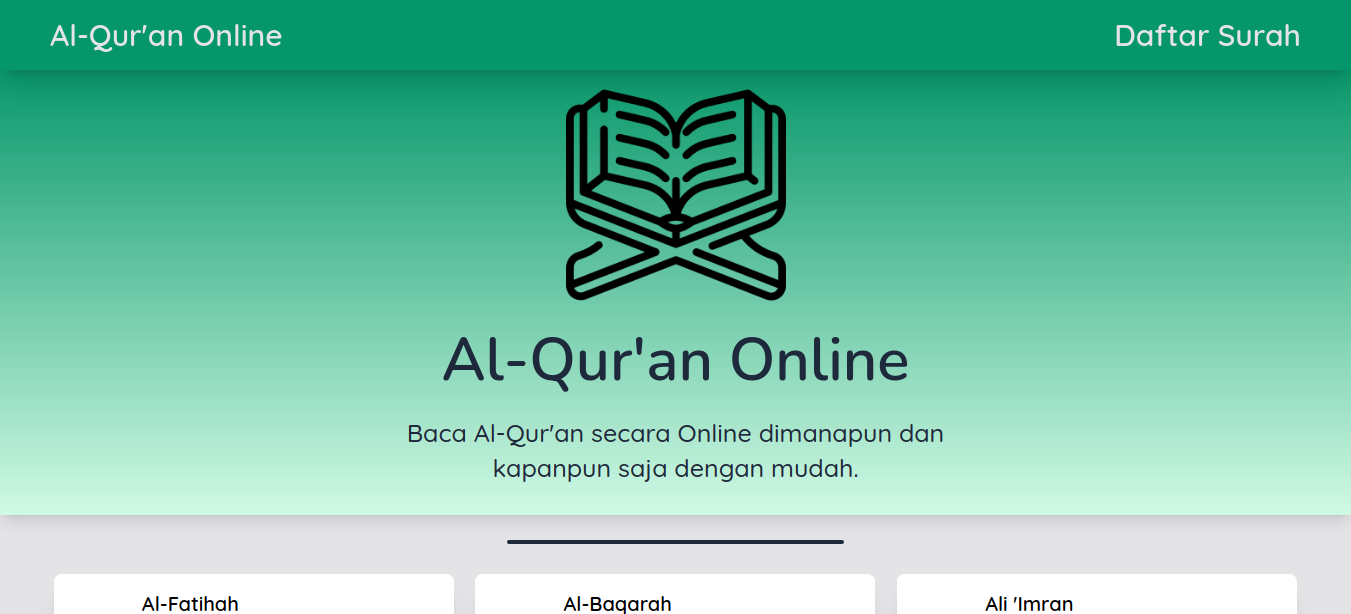 Al-Qur'an Online
Daftar Surah
Al-Qur'an Online
Baca Al-Qur'an secara Online dimanapun dan
kapanpun saja dengan mudah.
Al-Fatihah
Al-Baqarah
Ali 'Imran